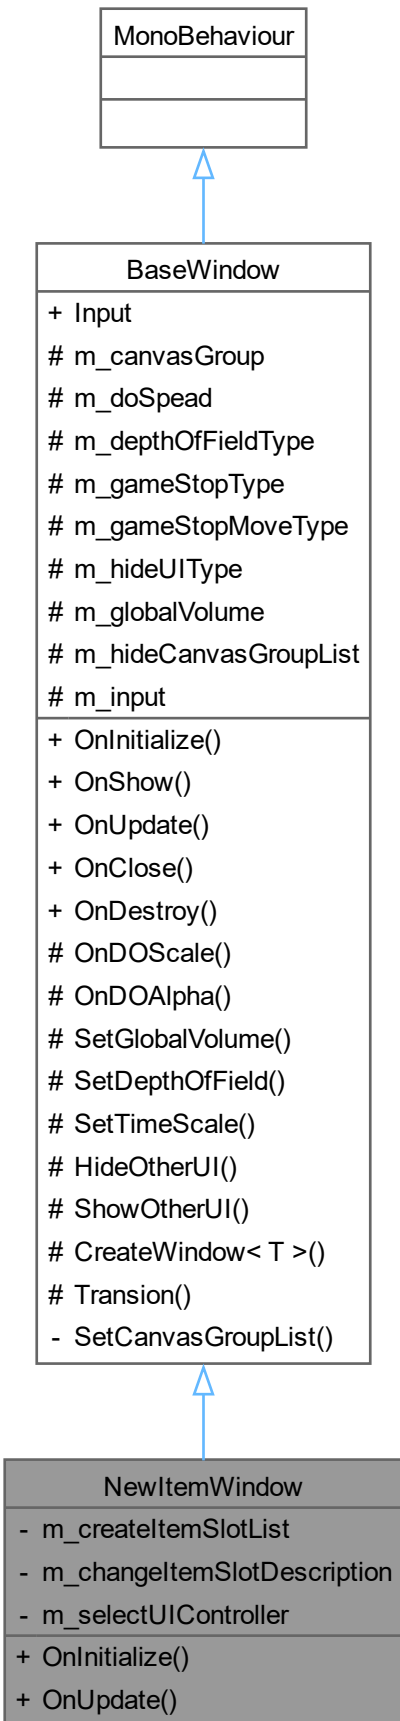 MonoBehaviour
BaseWindow
+ Input
# m_canvasGroup
# m_doSpead
# m_depthOfFieldType
# m_gameStopType
# m_gameStopMoveType
# m_hideUIType
# m_globalVolume
# m_hideCanvasGroupList
# m_input
+ OnInitialize()
+ OnShow()
+ OnUpdate()
+ OnClose()
+ OnDestroy()
# OnDOScale()
# OnDOAlpha()
# SetGlobalVolume()
# SetDepthOfField()
# SetTimeScale()
# HideOtherUI()
# ShowOtherUI()
# CreateWindow< T >()
# Transion()
- SetCanvasGroupList()
NewItemWindow
- m_createItemSlotList
- m_changeItemSlotDescription
- m_selectUIController
+ OnInitialize()
+ OnUpdate()